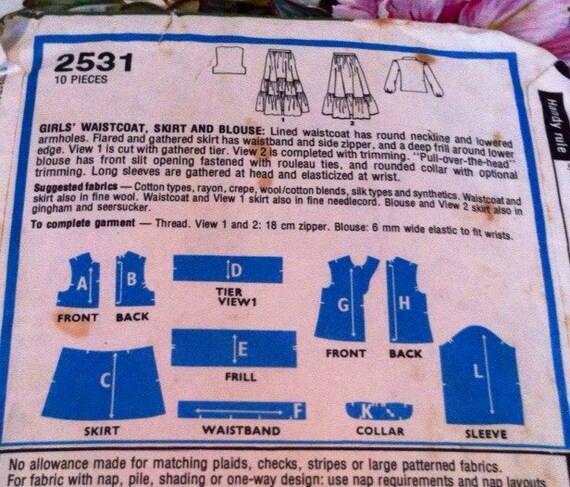 2531
10 PIECES
1
2
Handy rule
GIRLS' WAISTCOAT, SKIRT AND BLOUSE: Lined waistcoat has round neckline and lowered
armholes. Flared and gathered skirt has waistband and side zipper, and a deep frill around lower
edge. View 1 is cut with gathered tier. View 2 is completed with trimming. "Pull-over-the-head"
blouse has front slit opening fastened with rouleau ties, and rounded collar with optional
trimming. Long sleeves are gathered at head and elasticized at wrist.
Suggested fabrics — Cotton types, rayon, crepe, wool/cotton blends, silk types and synthetics. Waistcoat and
skirt also in fine wool. Waistcoat and View 1 skirt also in fine needlecord. Blouse and View 2 skirt also in
gingham and seersucker.
To complete garment — Thread. View 1 and 2: 18 cm zipper. Blouse: 6 mm wide elastic to fit wrists.
A
FRONT
B
BACK
D
TIER
VIEW1
G
FRONT
H
BACK
C
SKIRT
E
FRILL
F
WAISTBAND
K
COLLAR
L
SLEEVE
No allowance made for matching plaids, checks, stripes or large patterned fabrics.
For fabric with nap, pile, shading or one-way design: use nap requirements and nap layouts.